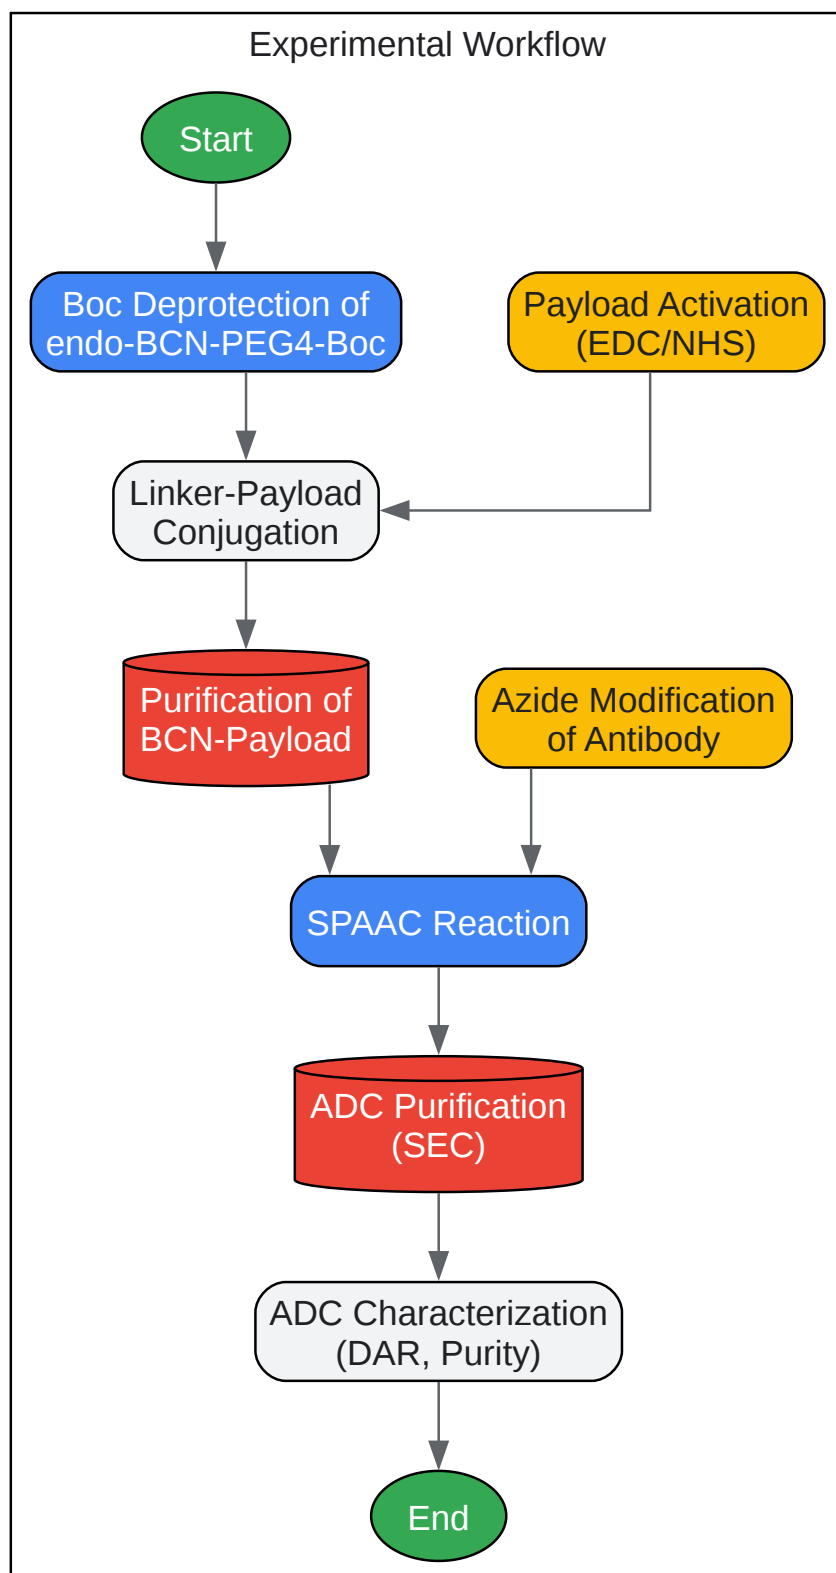 Experimental Workflow
Start
Boc Deprotection of
endo-BCN-PEG4-Boc
Payload Activation
(EDC/NHS)
Linker-Payload
Conjugation
Purification of
BCN-Payload
Azide Modification
of Antibody
SPAAC Reaction
ADC Purification
(SEC)
ADC Characterization
(DAR, Purity)
End